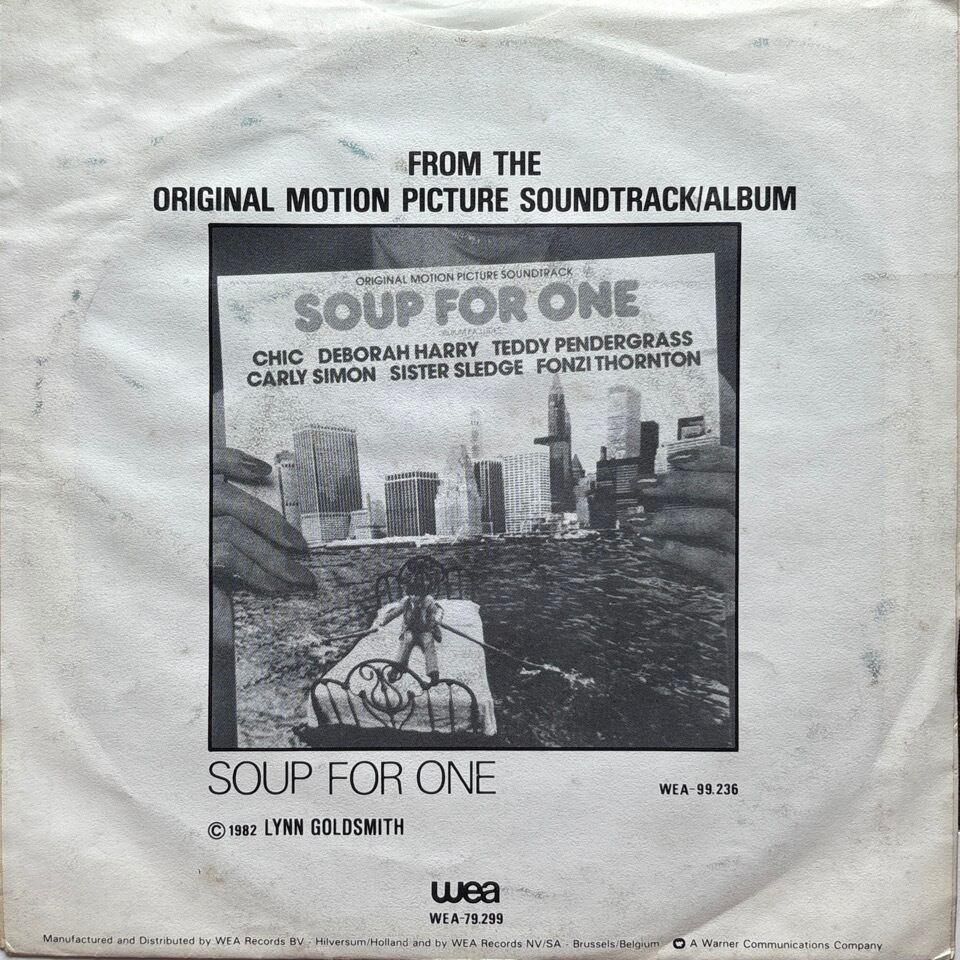 FROM THE
ORIGINAL MOTION PICTURE SOUNDTRACK/ALBUM
ORIGINAL MOTION PICTURE SOUNDTRACK
SOUP FOR ONE
CHIC DEBORAH HARRY TEDDY PENDERGRASS
CARLY SIMON SISTER SLEDGE FONZI THORNTON
SOUP FOR ONE
WEA-99.236
© 1982 LYNN GOLDSMITH
wea
WEA-79.299
Manufactured and Distributed by WEA Records BV · Hilversum/Holland and by WEA Records NV/SA · Brussels/Belgium A Warner Communications Company